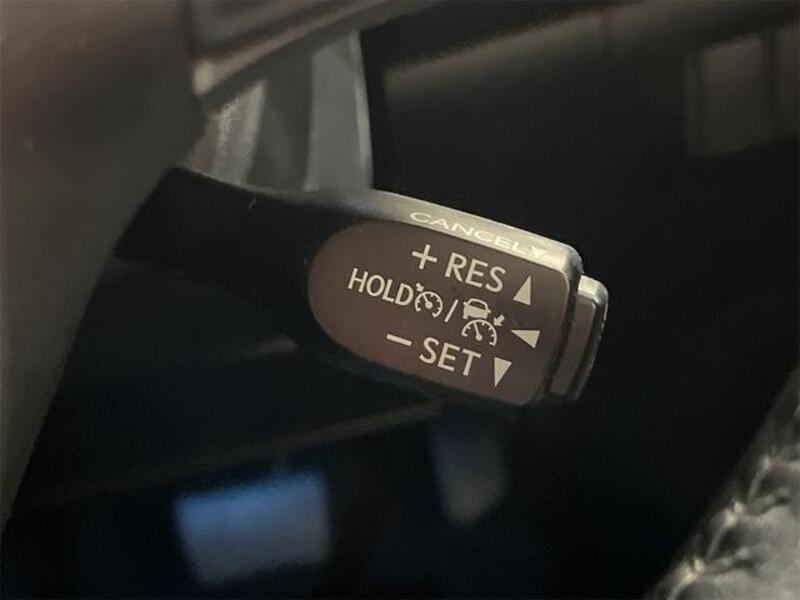 CANCEL
+ RES
HOLD /
− SET